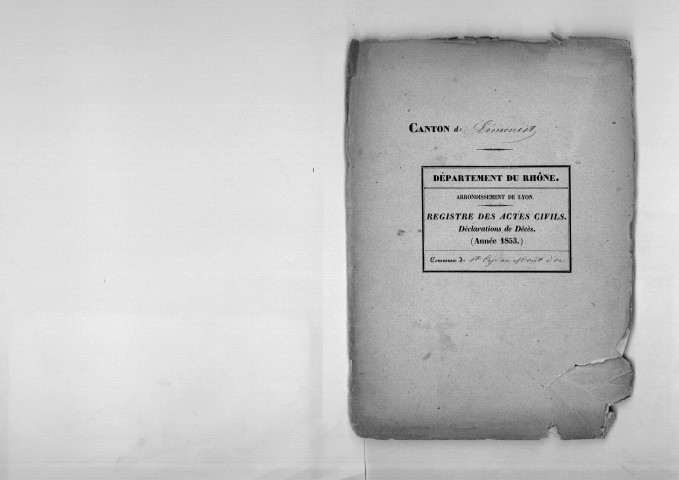 CANTON de Limonest
DÉPARTEMENT DU RHÔNE.
ARRONDISSEMENT DE LYON.
REGISTRE DES ACTES CIVILS.
Déclarations de Décès.
(Année 1853.)
Commune de St Cyr au Mont d'or